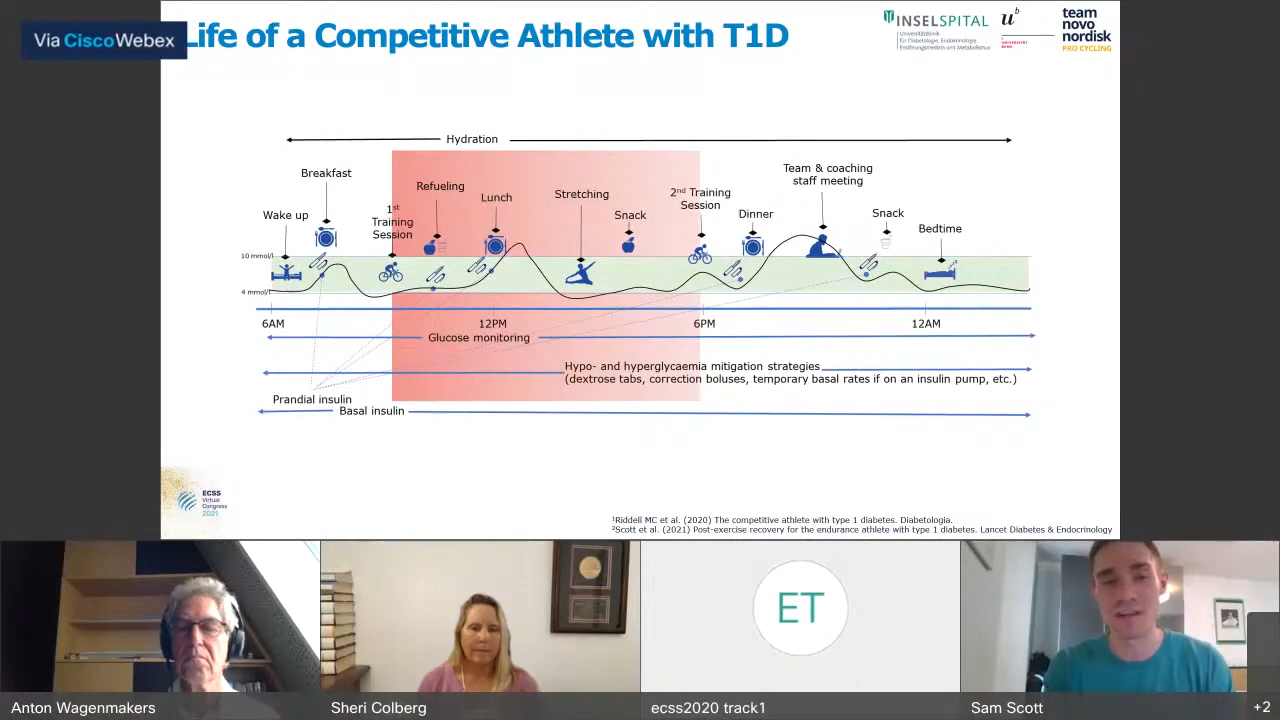 Via CiscoWebex
Life of a Competitive Athlete with T1D
INSELSPITAL
Universitätsklinik
für Diabetologie, Endokrinologie,
Ernährungsmedizin und Metabolismus
u^b
UNIVERSITÄT
BERN
team
novo
nordisk
PRO CYCLING
Hydration
Breakfast
Wake up
1st
Training
Session
Refueling
Lunch
Stretching
Snack
2nd Training
Session
Dinner
Team & coaching
staff meeting
Snack
Bedtime
10 mmol/l
4 mmol/l
6AM
12PM
6PM
12AM
Glucose monitoring
Hypo- and hyperglycaemia mitigation strategies
(dextrose tabs, correction boluses, temporary basal rates if on an insulin pump, etc.)
Prandial insulin
Basal insulin
ECSS
Virtual
Congress
2021
¹Riddell MC et al. (2020) The competitive athlete with type 1 diabetes. Diabetologia.
²Scott et al. (2021) Post-exercise recovery for the endurance athlete with type 1 diabetes. Lancet Diabetes & Endocrinology
ET
Anton Wagenmakers
Sheri Colberg
ecss2020 track1
Sam Scott
+2